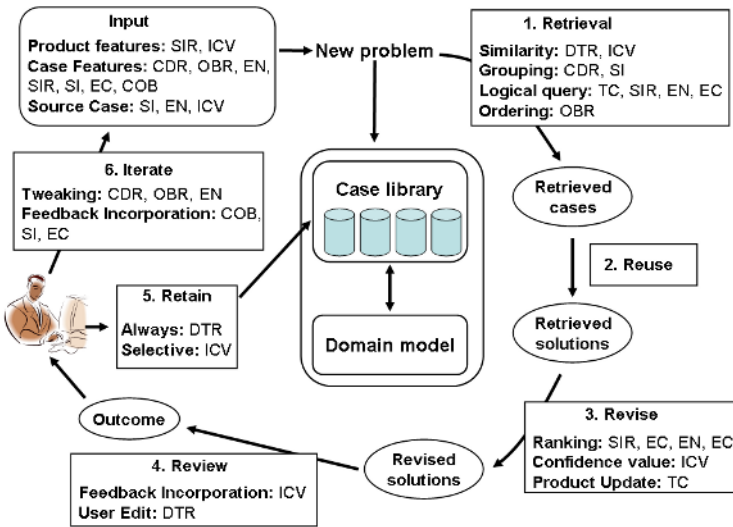 Input
Product features: SIR, ICV
Case Features: CDR, OBR, EN,
SIR, SI, EC, COB
Source Case: SI, EN, ICV
New problem
1. Retrieval
Similarity: DTR, ICV
Grouping: CDR, SI
Logical query: TC, SIR, EN, EC
Ordering: OBR
6. Iterate
Tweaking: CDR, OBR, EN
Feedback Incorporation: COB,
SI, EC
Case library
Retrieved
cases
2. Reuse
5. Retain
Always: DTR
Selective: ICV
Domain model
Retrieved
solutions
Outcome
3. Revise
Ranking: SIR, EC, EN, EC
Confidence value: ICV
Product Update: TC
4. Review
Feedback Incorporation: ICV
User Edit: DTR
Revised
solutions